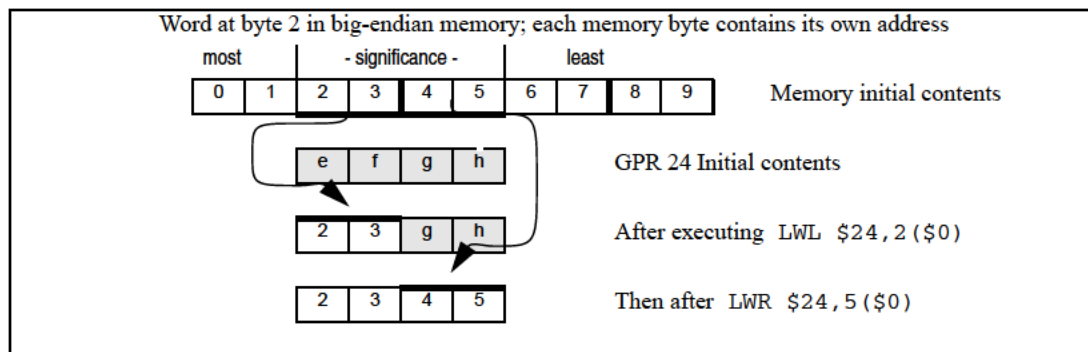 Word at byte 2 in big-endian memory; each memory byte contains its own address
most - significance - least
0 1 2 3 4 5 6 7 8 9 Memory initial contents
e f g h GPR 24 Initial contents
2 3 g h After executing LWL $24,2($0)
2 3 4 5 Then after LWR $24,5($0)